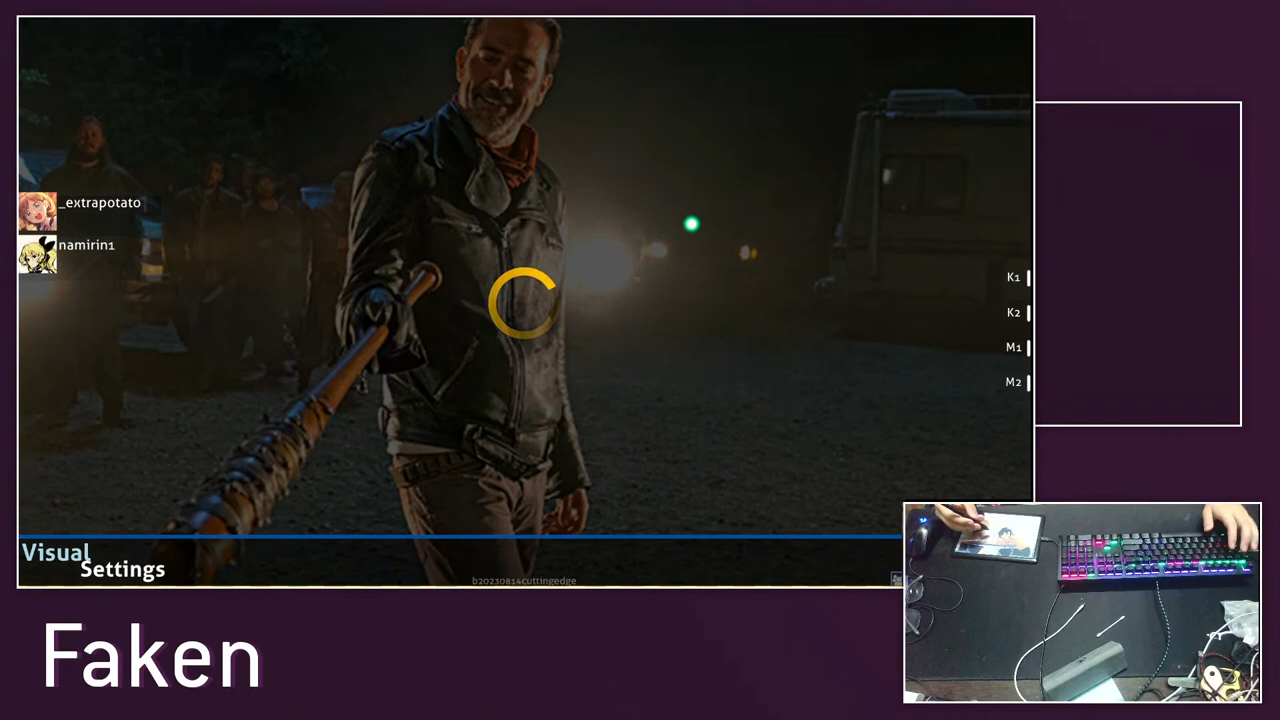 _extrapotato
namirin1
K1
K2
M1
M2
Visual
Settings
b20230814cuttingedge
Faken